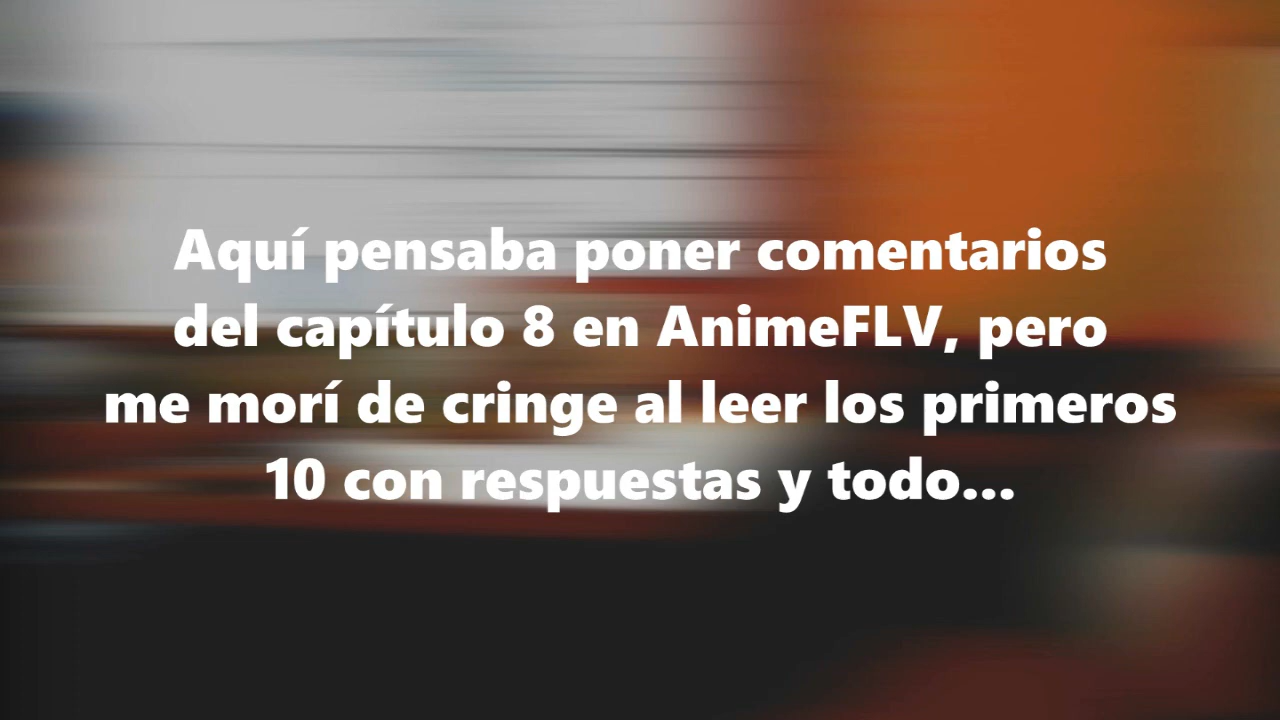 Aquí pensaba poner comentarios
del capítulo 8 en AnimeFLV, pero
me morí de cringe al leer los primeros
10 con respuestas y todo...